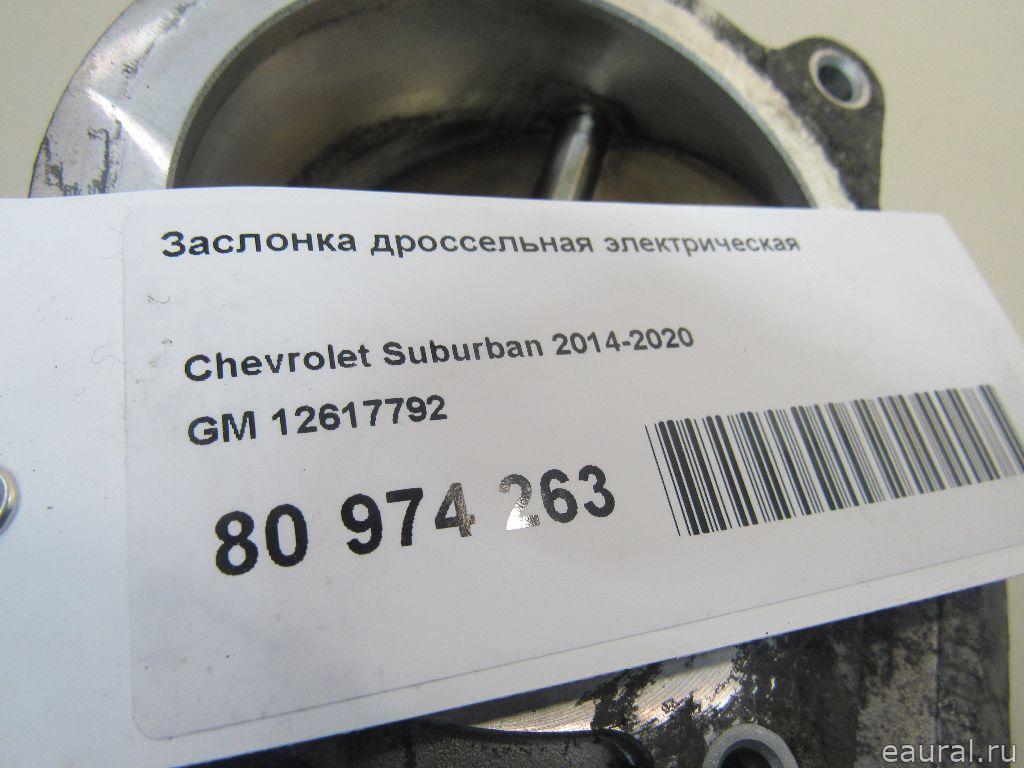 Заслонка дроссельная электрическая
Chevrolet Suburban 2014-2020
GM 12617792
80 974 263
eaural.ru